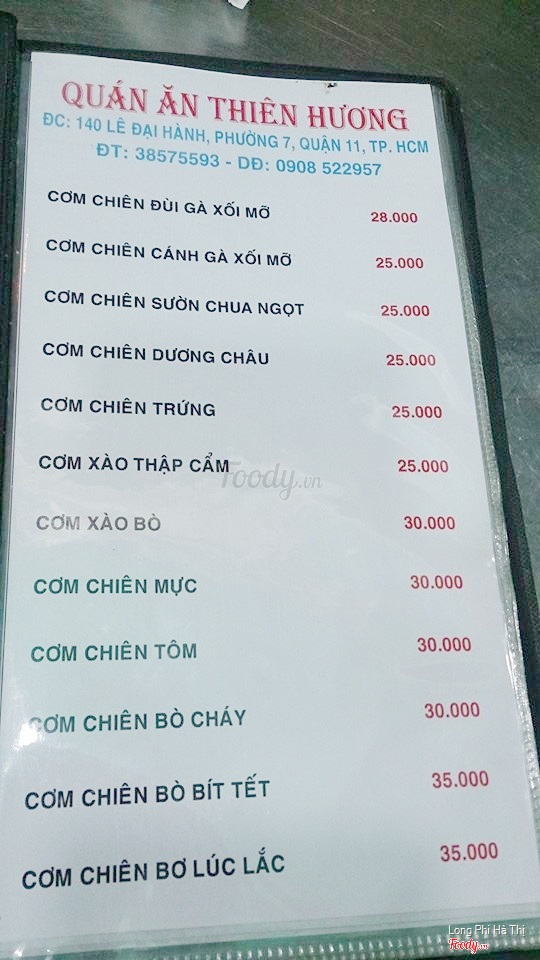 QUÁN ĂN THIÊN HƯƠNG
ĐC: 140 LÊ ĐẠI HÀNH, PHƯỜNG 7, QUẬN 11, TP. HCM
ĐT: 38575593 - DĐ: 0908 522957
CƠM CHIÊN ĐÙI GÀ XỐI MỠ 28.000
CƠM CHIÊN CÁNH GÀ XỐI MỠ 25.000
CƠM CHIÊN SƯỜN CHUA NGỌT 25.000
CƠM CHIÊN DƯƠNG CHÂU 25.000
CƠM CHIÊN TRỨNG 25.000
CƠM XÀO THẬP CẨM 25.000
Foody.vn
CƠM XÀO BÒ 30.000
CƠM CHIÊN MỰC 30.000
CƠM CHIÊN TÔM 30.000
CƠM CHIÊN BÒ CHÁY 30.000
CƠM CHIÊN BÒ BÍT TẾT 35.000
CƠM CHIÊN BƠ LÚC LẮC 35.000
Long Phi Hà Thi
Foody.vn